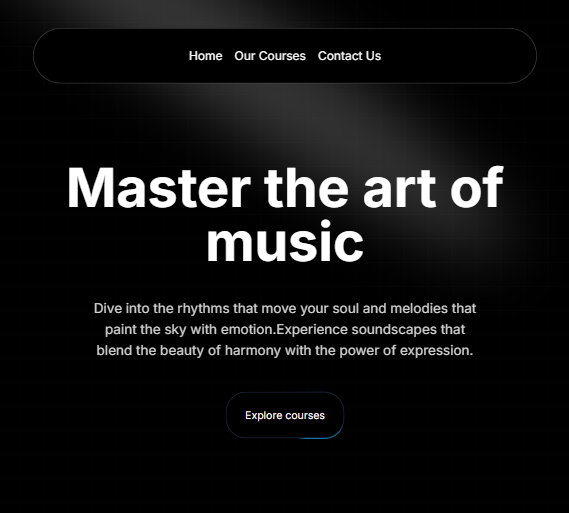 Home Our Courses Contact Us
Master the art of
music
Dive into the rhythms that move your soul and melodies that
paint the sky with emotion.Experience soundscapes that
blend the beauty of harmony with the power of expression.
Explore courses